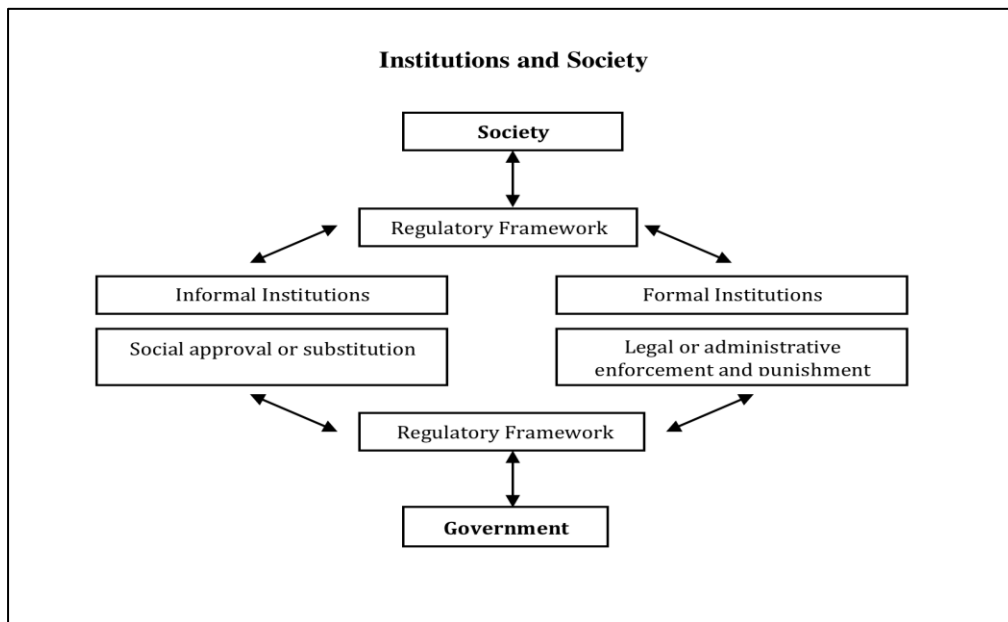 Institutions and Society
Society
Regulatory Framework
Informal Institutions
Formal Institutions
Social approval or substitution
Legal or administrative
enforcement and punishment
Regulatory Framework
Government